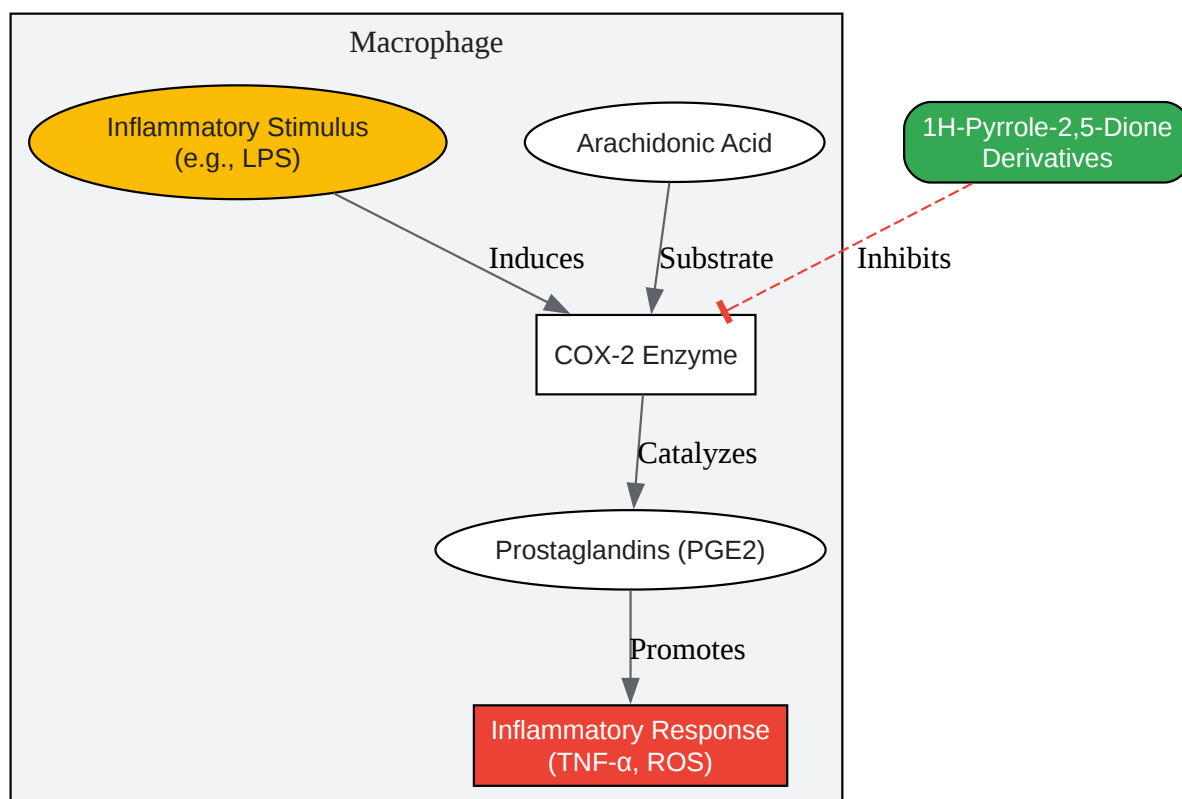 Macrophage
Inflammatory Stimulus
(e.g., LPS)
Arachidonic Acid
1H-Pyrrole-2,5-Dione
Derivatives
Induces
Substrate
Inhibits
COX-2 Enzyme
Catalyzes
Prostaglandins (PGE2)
Promotes
Inflammatory Response
(TNF-α, ROS)